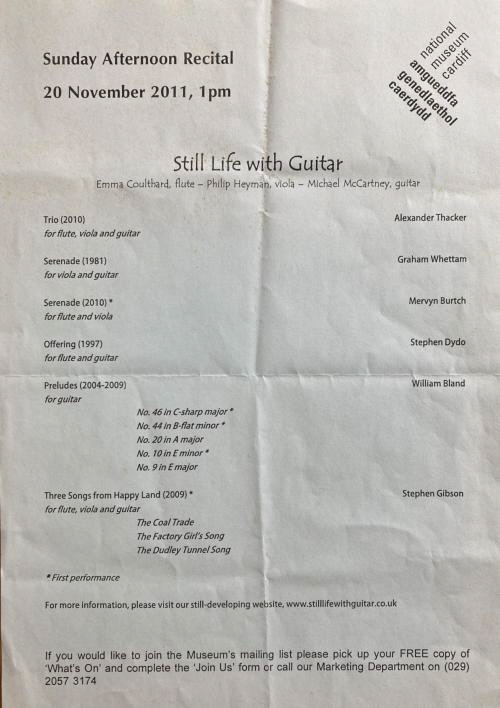 Sunday Afternoon Recital
20 November 2011, 1pm
national
museum
cardiff
amgueddfa
genedlaethol
caerdydd
Still Life with Guitar
Emma Coulthard, flute – Philip Heyman, viola – Michael McCartney, guitar
Trio (2010) Alexander Thacker
for flute, viola and guitar
Serenade (1981) Graham Whettam
for viola and guitar
Serenade (2010) * Mervyn Burtch
for flute and viola
Offering (1997) Stephen Dydo
for flute and guitar
Preludes (2004-2009) William Bland
for guitar
No. 46 in C-sharp major *
No. 44 in B-flat minor *
No. 20 in A major
No. 10 in E minor *
No. 9 in E major
Three Songs from Happy Land (2009) * Stephen Gibson
for flute, viola and guitar
The Coal Trade
The Factory Girl's Song
The Dudley Tunnel Song
* First performance
For more information, please visit our still-developing website, www.stilllifewithguitar.co.uk
If you would like to join the Museum's mailing list please pick up your FREE copy of
'What's On' and complete the 'Join Us' form or call our Marketing Department on (029)
2057 3174